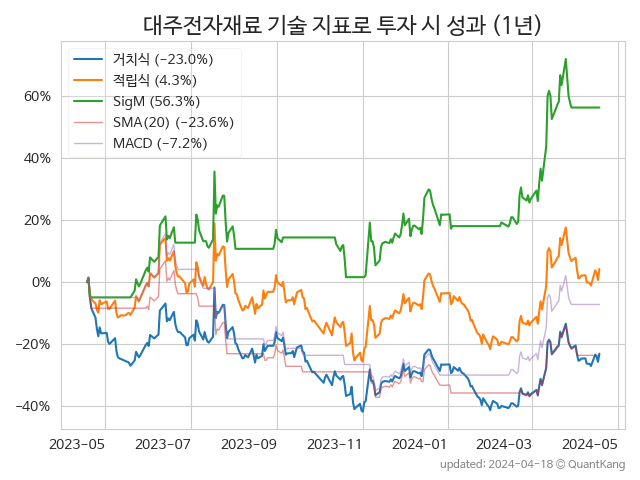 대주전자재료 기술 지표로 투자 시 성과 (1년)
거치식 (−23.0%)
적립식 (4.3%)
SigM (56.3%)
SMA(20) (−23.6%)
MACD (−7.2%)
60%
40%
20%
0%
−20%
−40%
2023-05 2023-07 2023-09 2023-11 2024-01 2024-03 2024-05
updated: 2024-04-18 © QuantKang